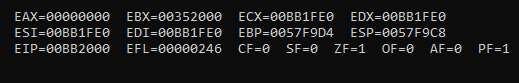 EAX=00000000 EBX=00352000 ECX=00BB1FE0 EDX=00BB1FE0
ESI=00BB1FE0 EDI=00BB1FE0 EBP=0057F9D4 ESP=0057F9C8
EIP=00BB2000 EFL=00000246 CF=0 SF=0 ZF=1 OF=0 AF=0 PF=1